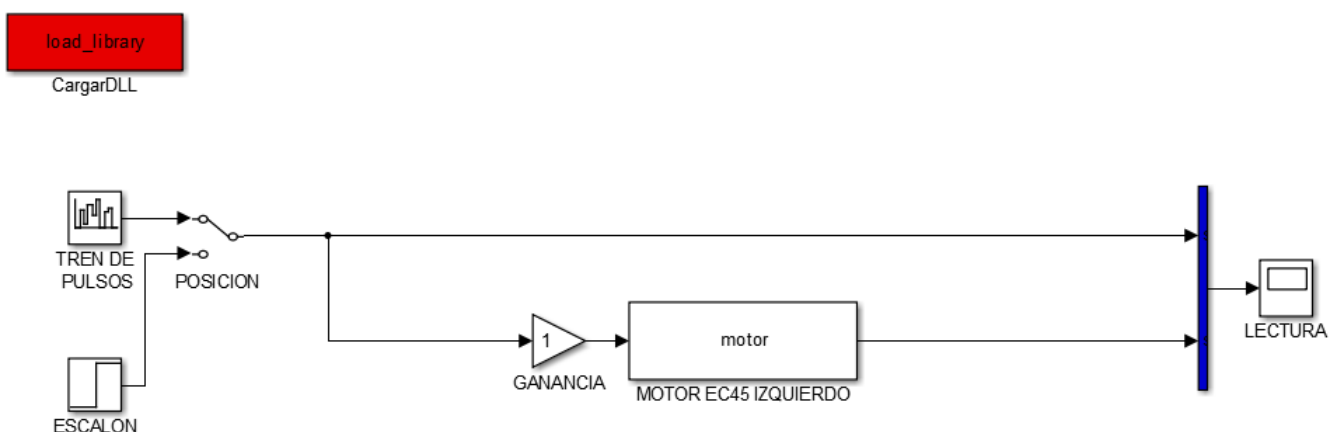 load_library
CargarDLL
TREN DE
PULSOS
POSICION
ESCALON
1
GANANCIA
motor
MOTOR EC45 IZQUIERDO
LECTURA